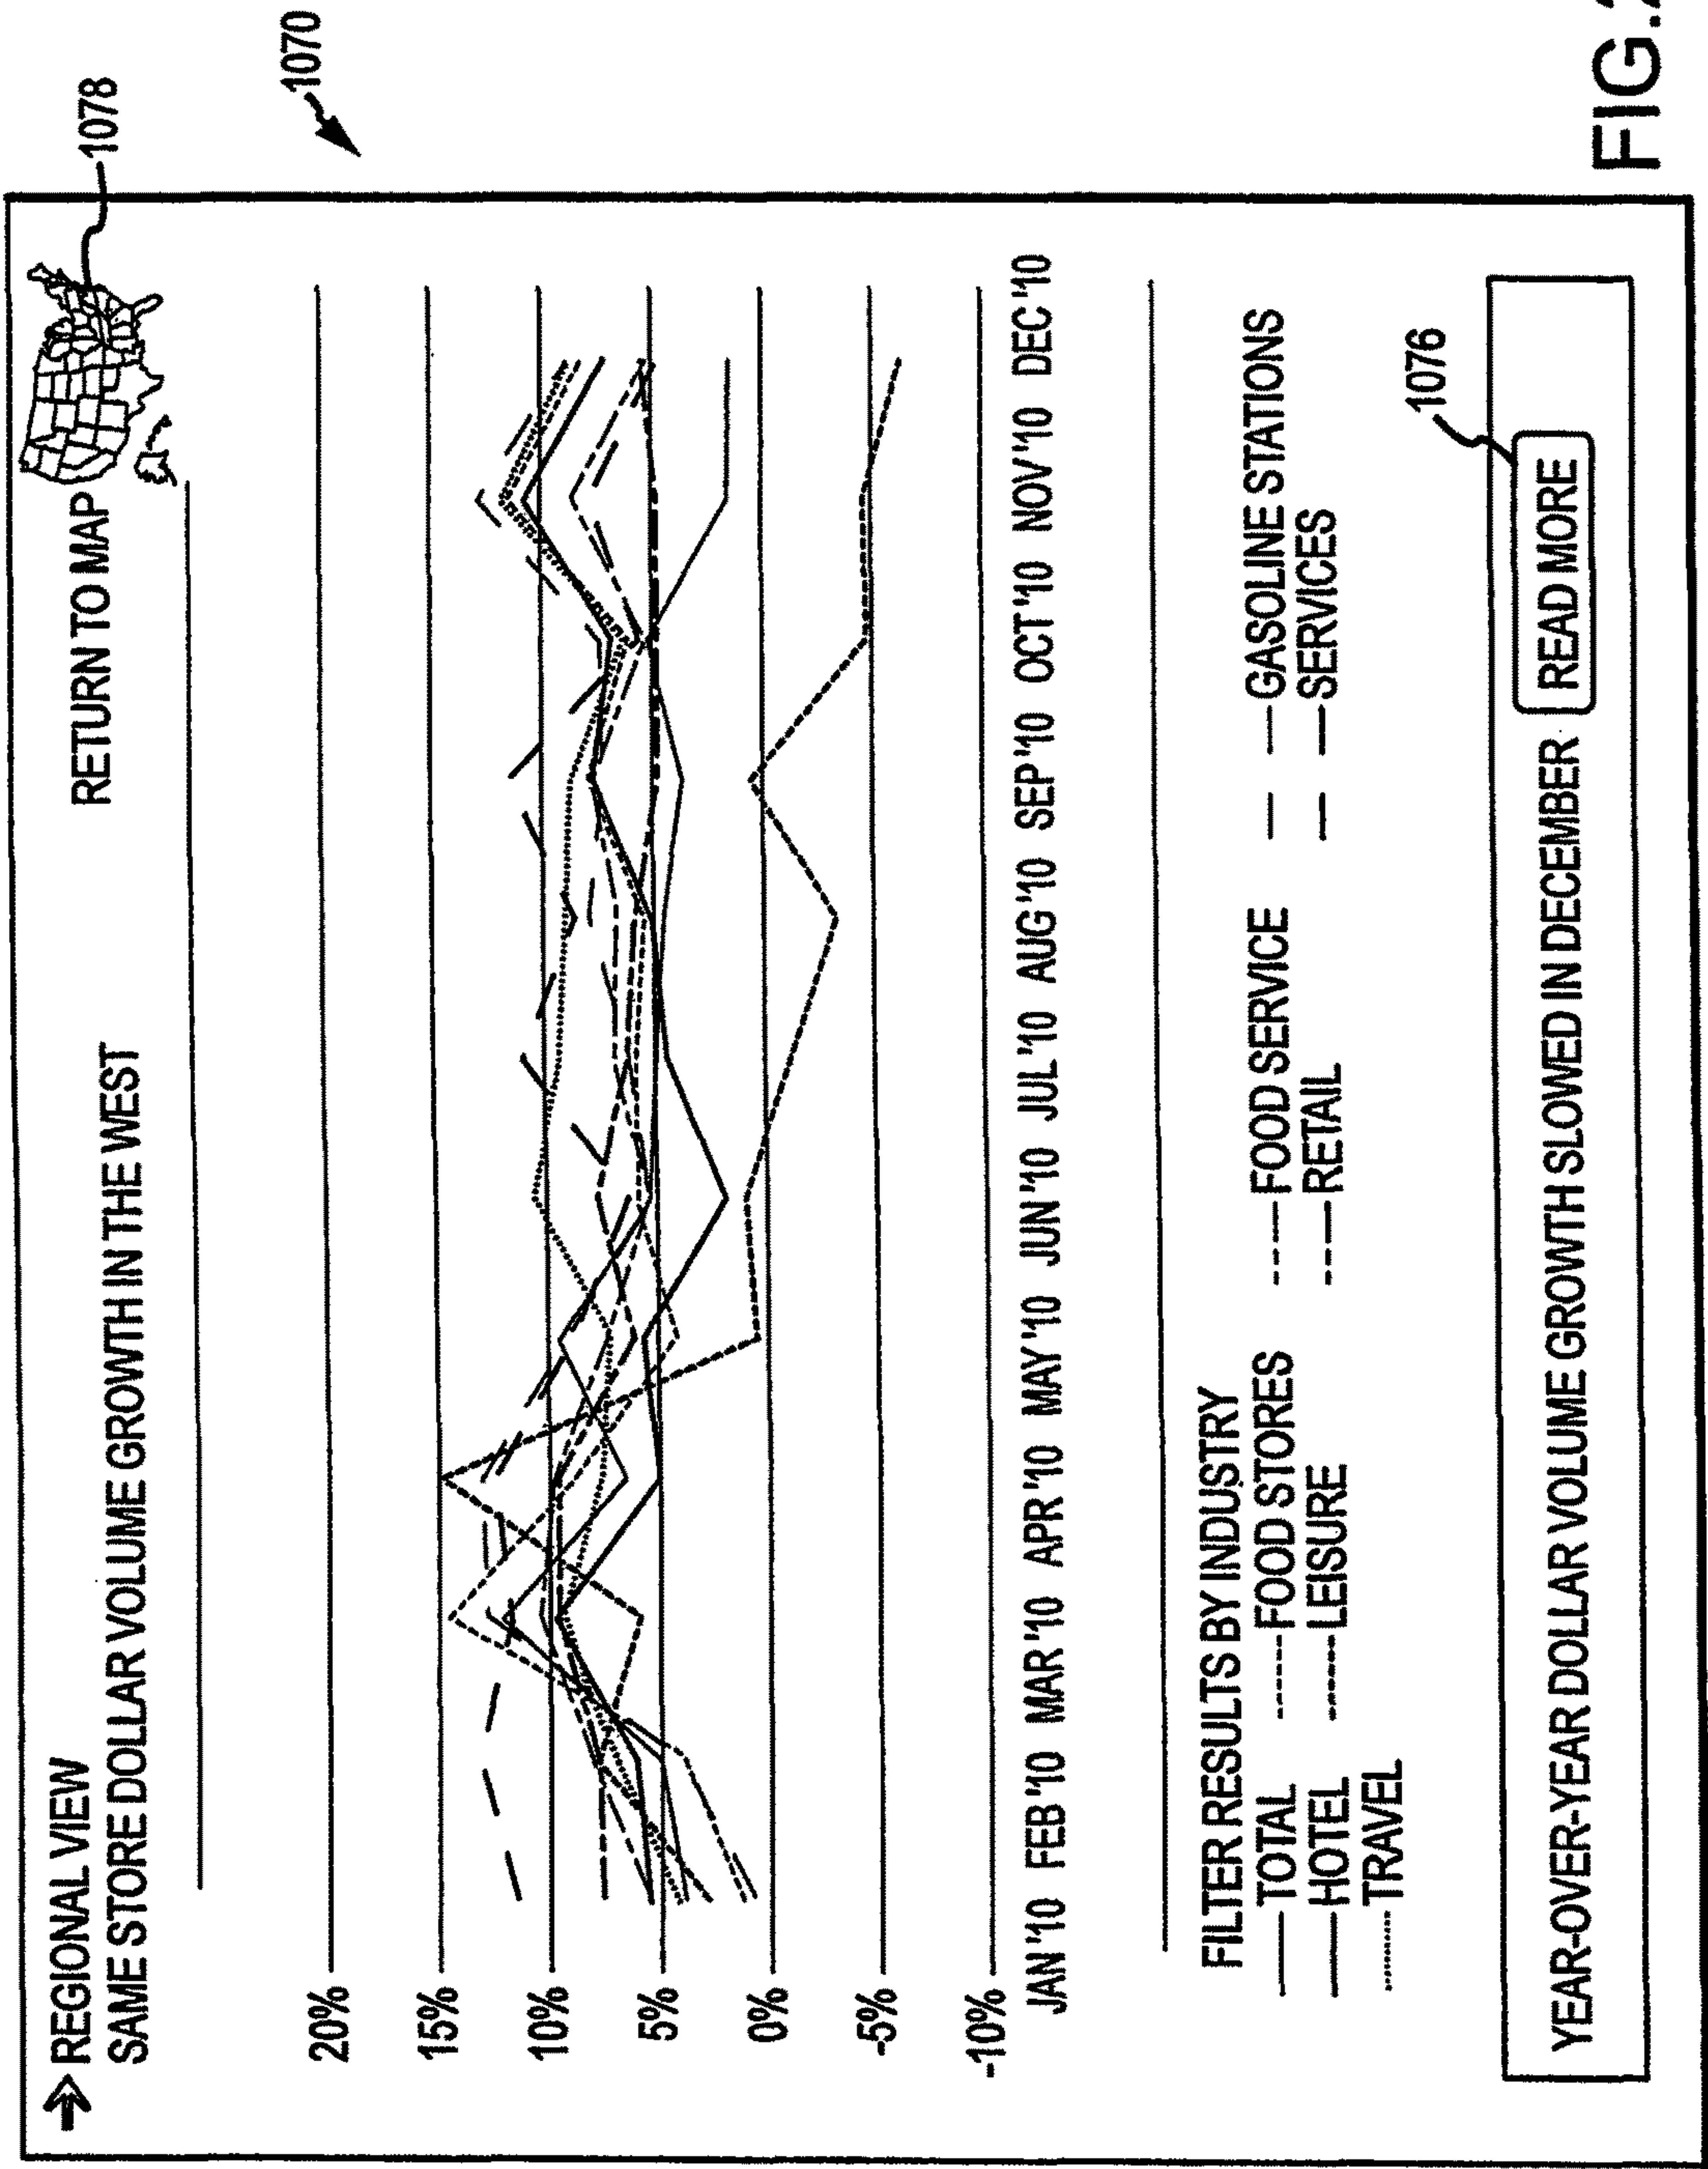 REGIONAL VIEW
SAME STORE DOLLAR VOLUME GROWTH IN THE WEST
RETURN TO MAP
1078
1070
20%
15%
10%
5%
0%
-5%
-10%
JAN '10 FEB '10 MAR '10 APR '10 MAY '10 JUN '10 JUL '10 AUG '10 SEP '10 OCT '10 NOV '10 DEC '10
FILTER RESULTS BY INDUSTRY
TOTAL FOOD STORES FOOD SERVICE GASOLINE STATIONS
HOTEL LEISURE RETAIL SERVICES
TRAVEL
1076
YEAR-OVER-YEAR DOLLAR VOLUME GROWTH SLOWED IN DECEMBER | READ MORE
FIG.